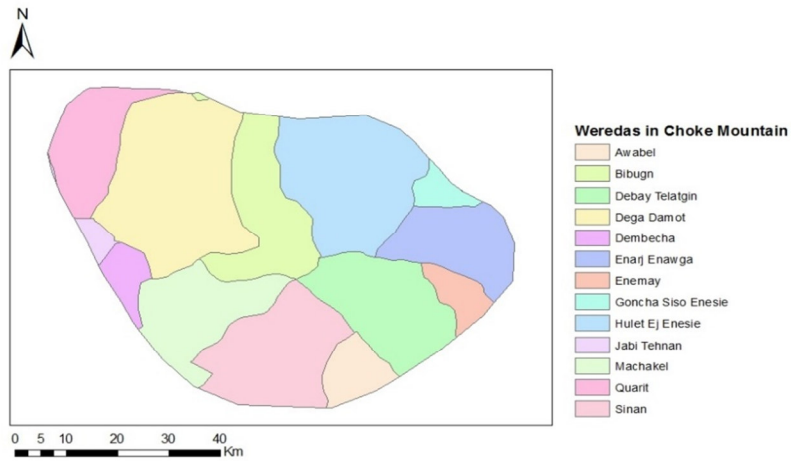 N
Weredas in Choke Mountain
Awabel
Bibugn
Debay Telatgin
Dega Damot
Dembecha
Enarj Enawga
Enemay
Goncha Siso Enesie
Hulet Ej Enesie
Jabi Tehnan
Machakel
Quarit
Sinan
0 5 10 20 30 40
Km